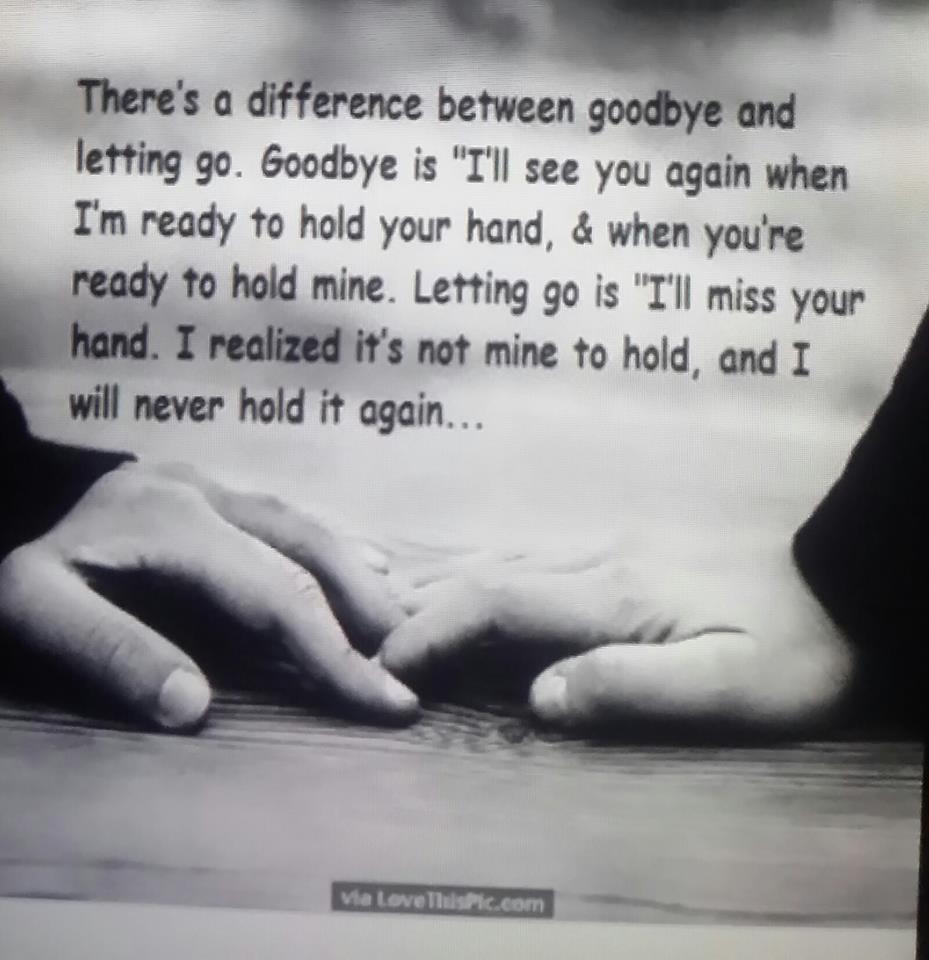 There's a difference between goodbye and
letting go. Goodbye is "I'll see you again when
I'm ready to hold your hand, & when you're
ready to hold mine. Letting go is "I'll miss your
hand. I realized it's not mine to hold, and I
will never hold it again...
via LoveThisPic.com